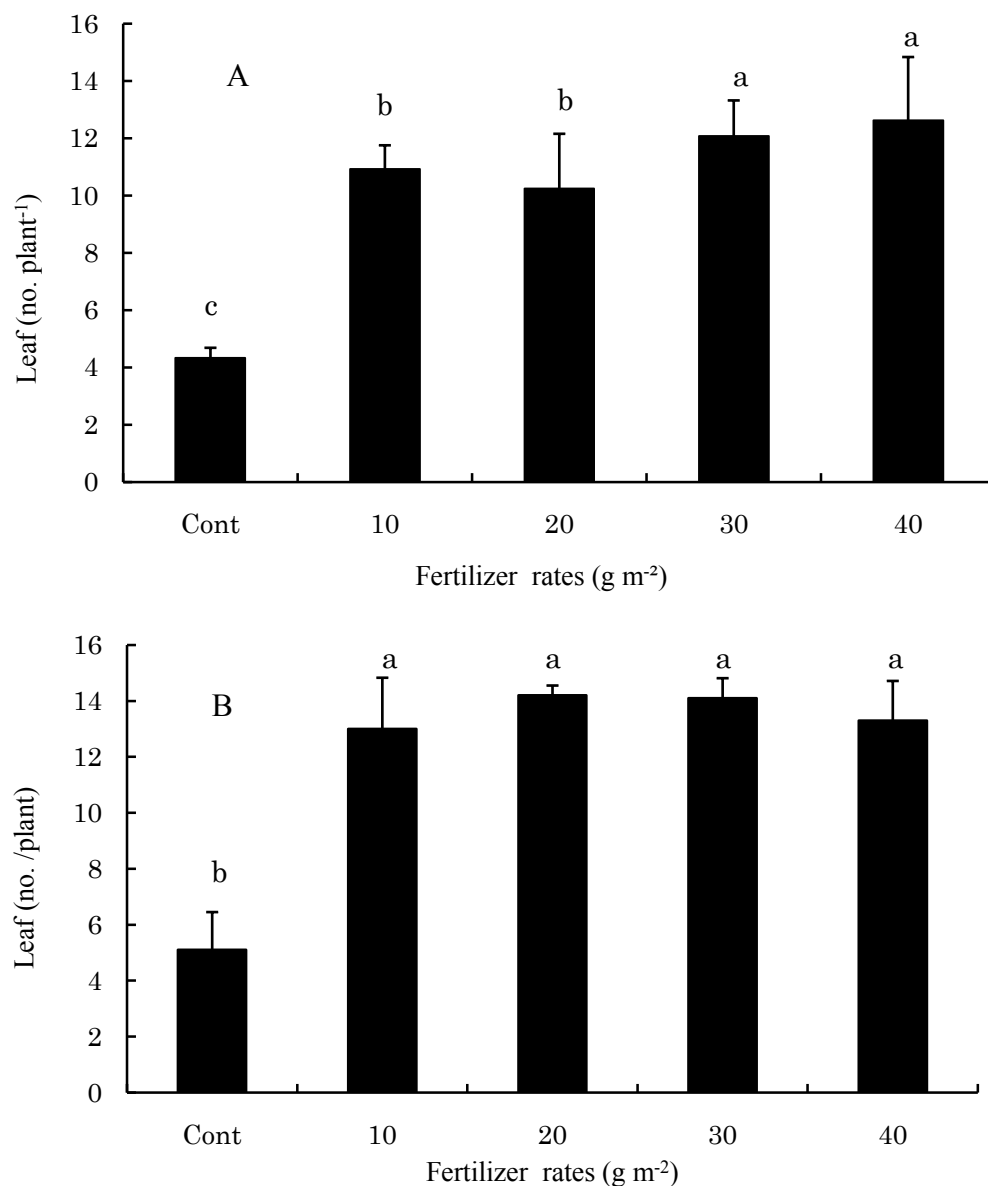 16
14
12
10
8
6
4
2
0
Leaf (no. plant⁻¹)
A
c
b
b
a
a
Cont 10 20 30 40
Fertilizer rates (g m⁻²)
16
14
12
10
8
6
4
2
0
Leaf (no. /plant)
B
b
a
a
a
a
Cont 10 20 30 40
Fertilizer rates (g m⁻²)